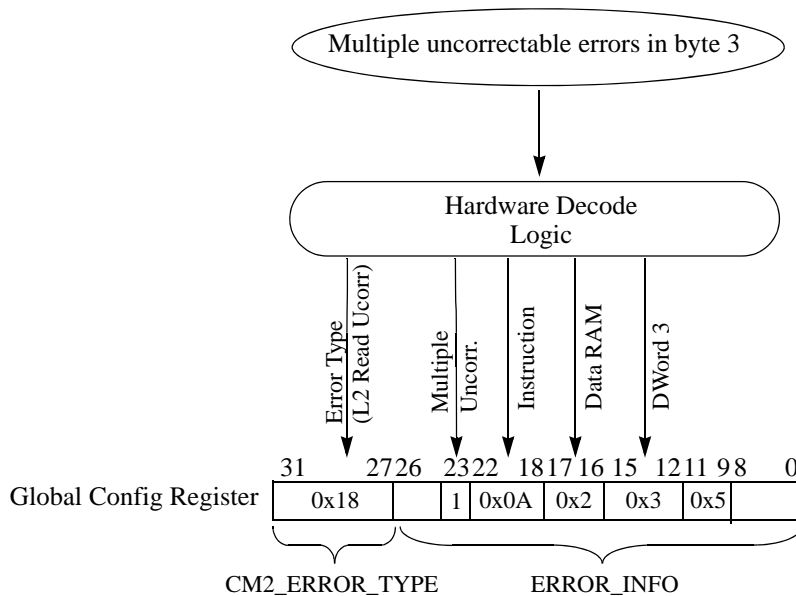 Multiple uncorrectable errors in byte 3
Hardware Decode
Logic
Error Type
(L2 Read Ucorr)
Multiple
Uncorr.
Instruction
Data RAM
DWord 3
31 27 26 23 22 18 17 16 15 12 11 9 8 0
Global Config Register 0x18 1 0x0A 0x2 0x3 0x5
CM2_ERROR_TYPE ERROR_INFO